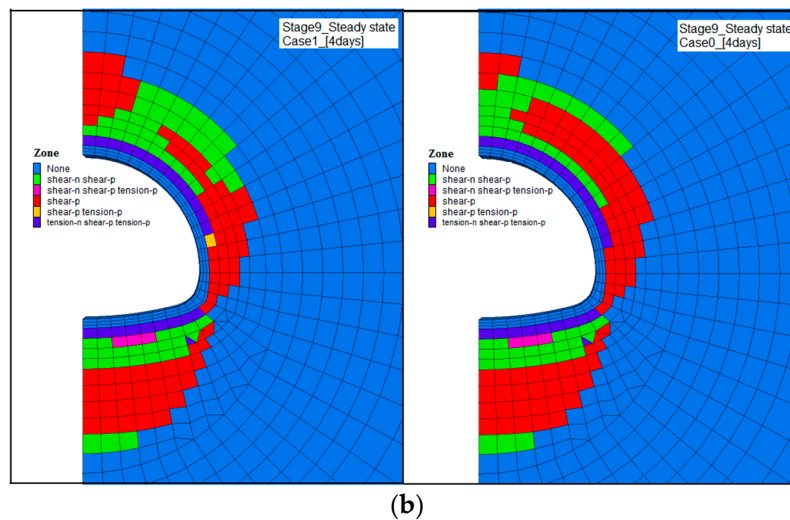 Stage9_Steady state
Case1_[4days]
Zone
None
shear-n shear-p
shear-n shear-p tension-p
shear-p
shear-p tension-p
tension-n shear-p tension-p
Stage9_Steady state
Case0_[4days]
Zone
None
shear-n shear-p
shear-n shear-p tension-p
shear-p
shear-p tension-p
tension-n shear-p tension-p
(b)